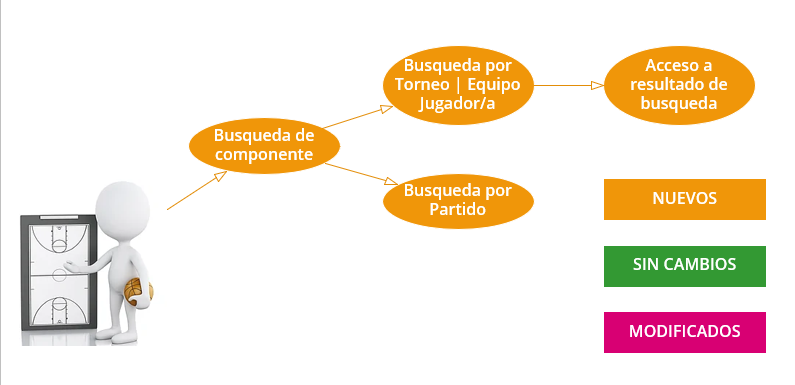 Busqueda por
Torneo | Equipo
Jugador/a
Acceso a
resultado de
busqueda
Busqueda de
componente
Busqueda por
Partido
NUEVOS
SIN CAMBIOS
MODIFICADOS